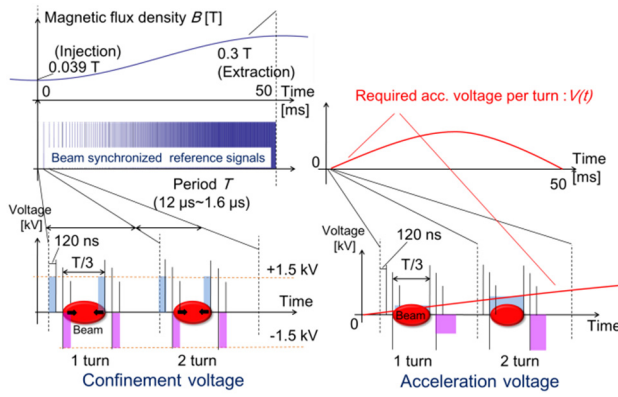 Magnetic flux density B [T]
(Injection)
0.039 T
0.3 T
(Extraction)
0
50
Time
[ms]
Beam synchronized reference signals
Period T
(12 μs~1.6 μs)
Voltage
[kV]
120 ns
T/3
+1.5 kV
Time
Beam
-1.5 kV
1 turn
2 turn
Confinement voltage
Required acc. voltage per turn : V(t)
0
Time
50
[ms]
Voltage
[kV]
120 ns
T/3
0
Beam
Time
1 turn
2 turn
Acceleration voltage